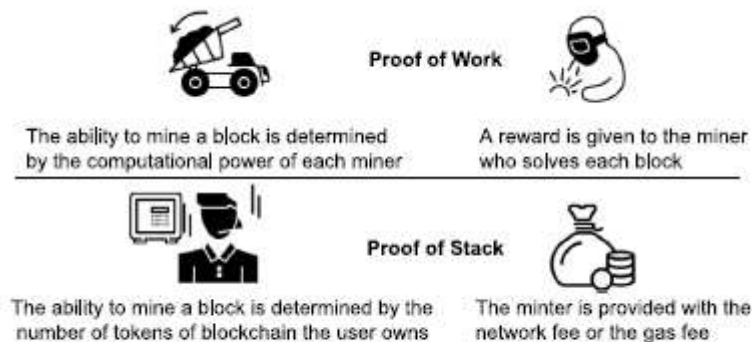 Proof of Work
The ability to mine a block is determined
by the computational power of each miner
A reward is given to the miner
who solves each block
Proof of Stack
The ability to mine a block is determined by the
number of tokens of blockchain the user owns
The minter is provided with the
network fee or the gas fee